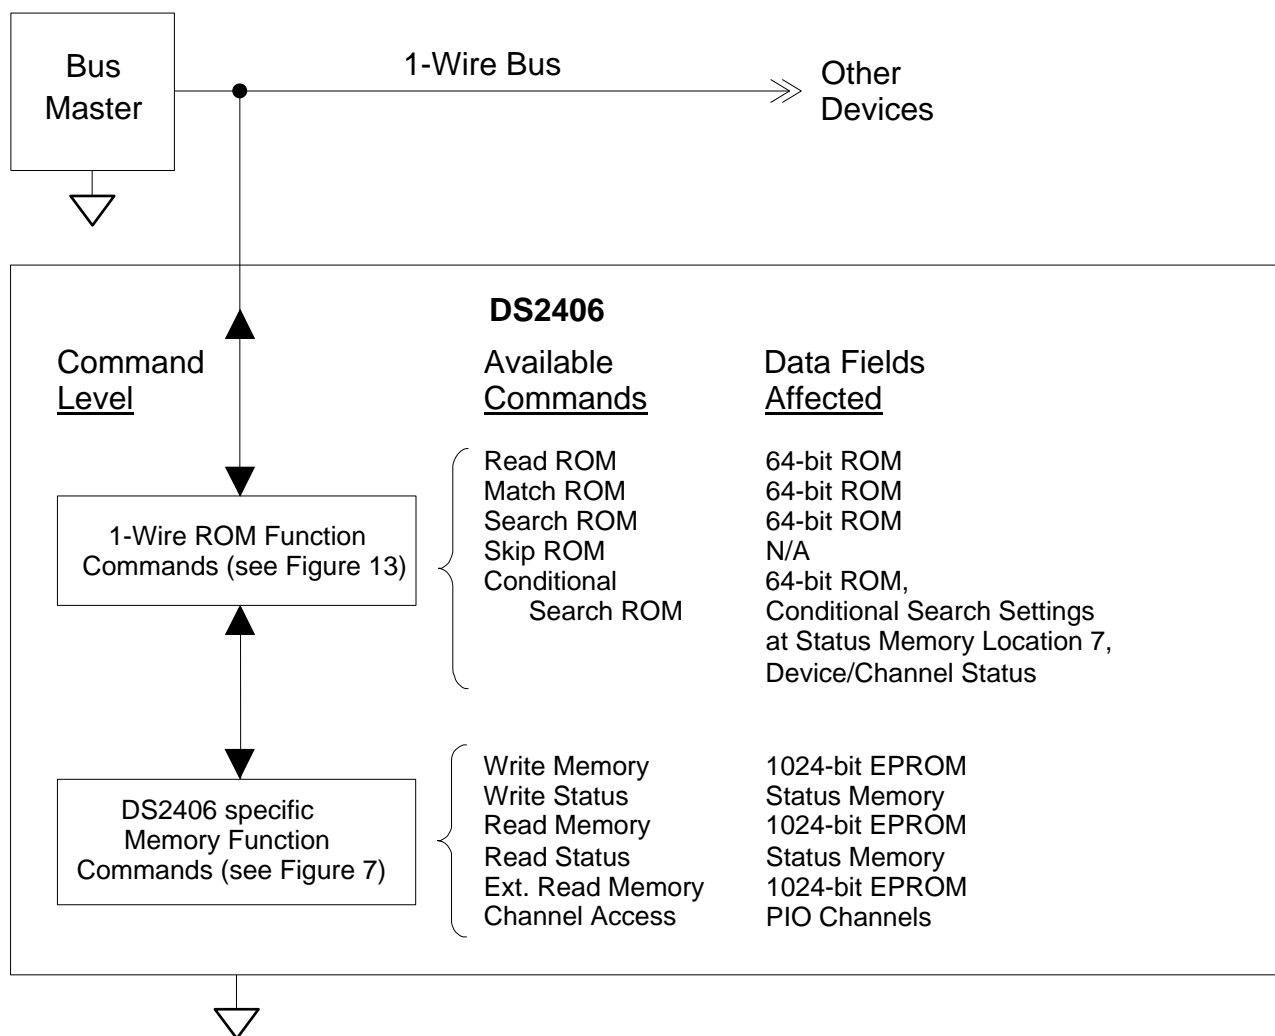 Bus
Master
1-Wire Bus
Other
Devices
DS2406
Command
Level
Available
Commands
Data Fields
Affected
1-Wire ROM Function
Commands (see Figure 13)
Read ROM 64-bit ROM
Match ROM 64-bit ROM
Search ROM 64-bit ROM
Skip ROM N/A
Conditional 64-bit ROM,
Search ROM Conditional Search Settings
at Status Memory Location 7,
Device/Channel Status
DS2406 specific
Memory Function
Commands (see Figure 7)
Write Memory 1024-bit EPROM
Write Status Status Memory
Read Memory 1024-bit EPROM
Read Status Status Memory
Ext. Read Memory 1024-bit EPROM
Channel Access PIO Channels